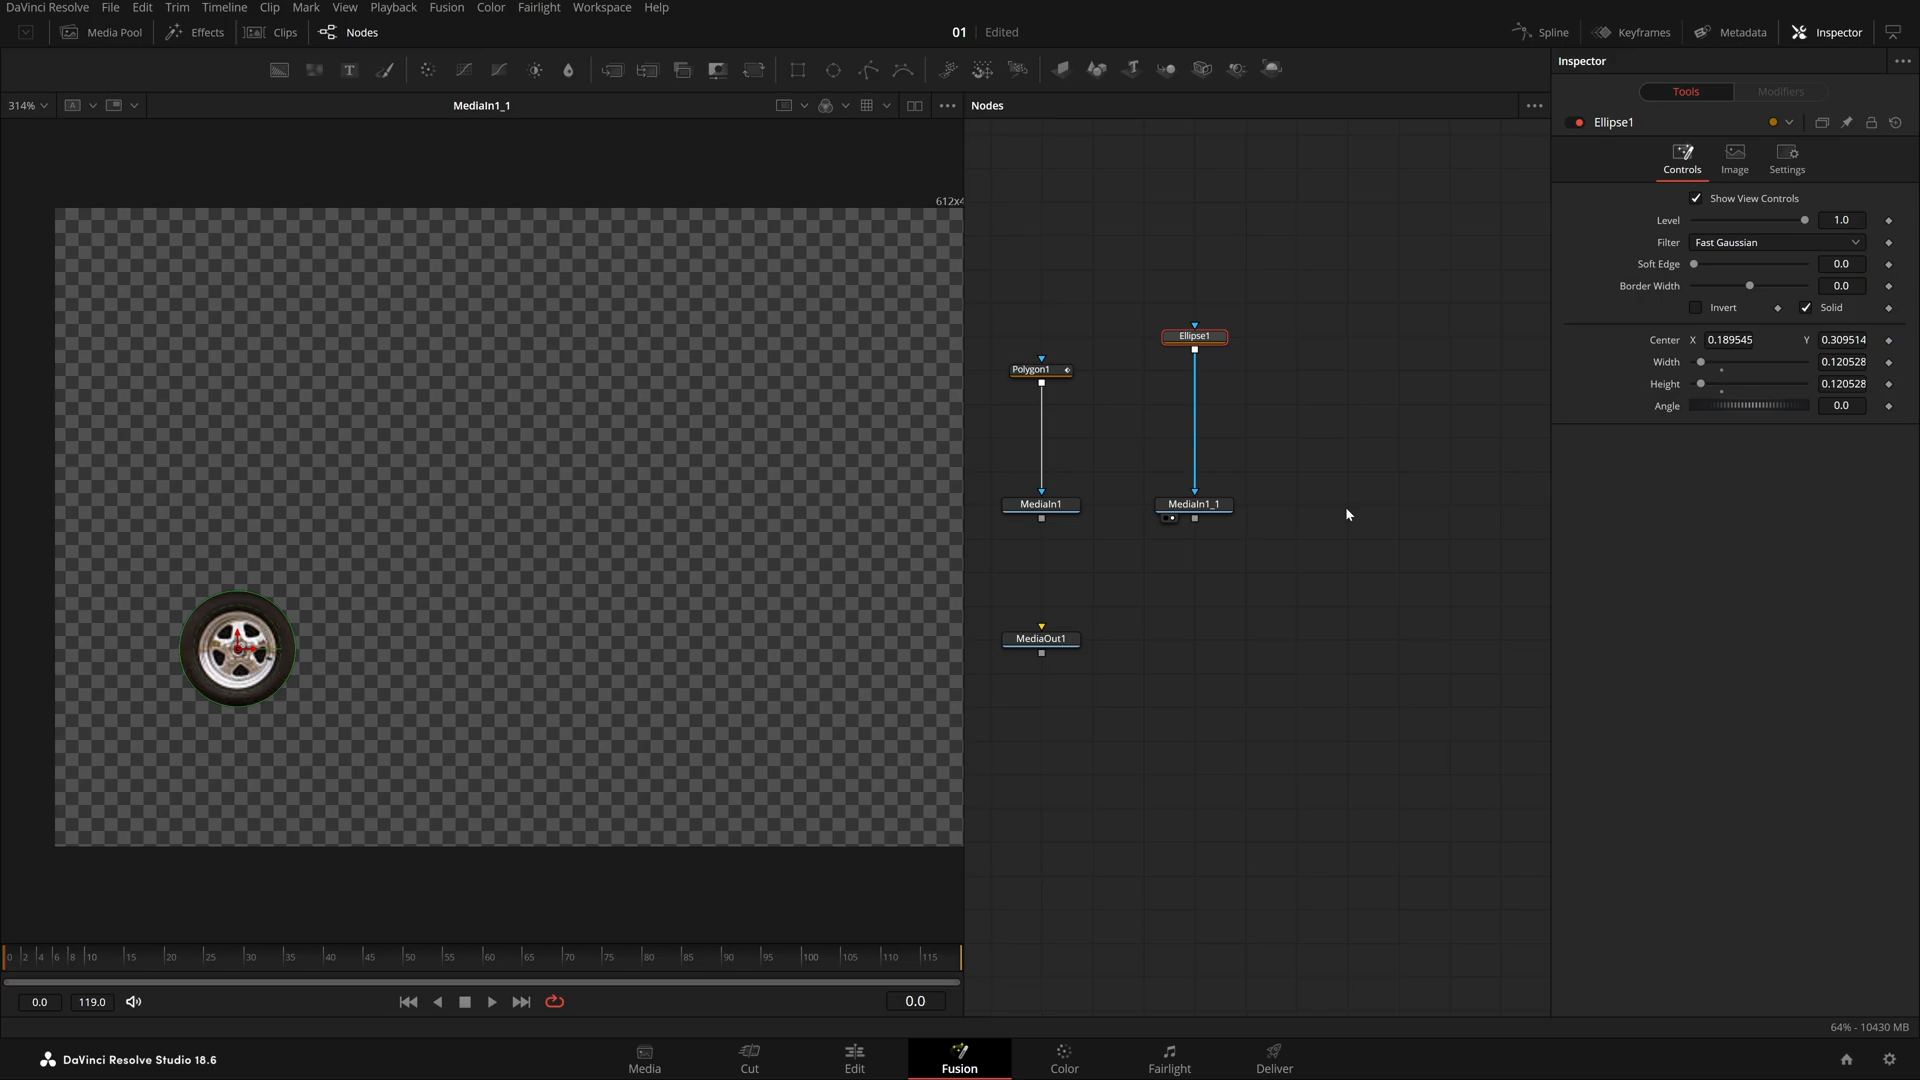 DaVinci Resolve File Edit Trim Timeline Clip Mark View Playback Fusion Color Fairlight Workspace Help
Media Pool Effects Clips Nodes 01 Edited Spline Keyframes Metadata Inspector
Inspector
314% A MediaIn1_1 Nodes
Tools Modifiers
Ellipse1
Controls Image Settings
Show View Controls
612x4
Level 1.0
Filter Fast Gaussian
Soft Edge 0.0
Border Width 0.0
Invert Solid
Center X 0.189545 Y 0.309514
Width 0.120528
Height 0.120528
Angle 0.0
Ellipse1
Polygon1
MediaIn1 MediaIn1_1
MediaOut1
0 2 4 6 8 10 15 20 25 30 35 40 45 50 55 60 65 70 75 80 85 90 95 100 105 110 115
0.0 119.0 0.0
64% - 10430 MB
DaVinci Resolve Studio 18.6
Media Cut Edit Fusion Color Fairlight Deliver